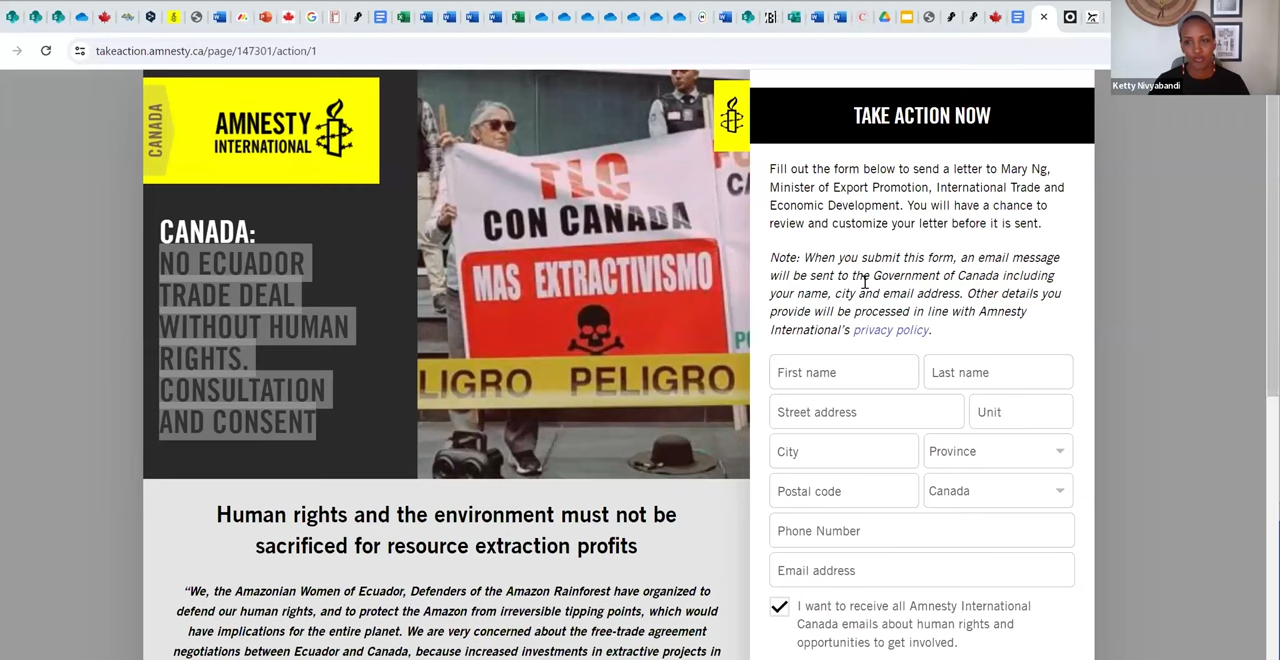 takeaction.amnesty.ca/page/147301/action/1
Ketty Nivyabandi
CANADA
AMNESTY
INTERNATIONAL
CANADA:
NO ECUADOR
TRADE DEAL
WITHOUT HUMAN
RIGHTS.
CONSULTATION
AND CONSENT
TLC
CON CANADA
MAS EXTRACTIVISMO
LIGRO PELIGRO
Human rights and the environment must not be
sacrificed for resource extraction profits
“We, the Amazonian Women of Ecuador, Defenders of the Amazon Rainforest have organized to
defend our human rights, and to protect the Amazon from irreversible tipping points, which would
have implications for the entire planet. We are very concerned about the free-trade agreement
negotiations between Ecuador and Canada, because increased investments in extractive projects in
TAKE ACTION NOW
Fill out the form below to send a letter to Mary Ng,
Minister of Export Promotion, International Trade and
Economic Development. You will have a chance to
review and customize your letter before it is sent.
Note: When you submit this form, an email message
will be sent to the Government of Canada including
your name, city and email address. Other details you
provide will be processed in line with Amnesty
International's privacy policy.
First name Last name
Street address Unit
City Province
Postal code Canada
Phone Number
Email address
I want to receive all Amnesty International
Canada emails about human rights and
opportunities to get involved.